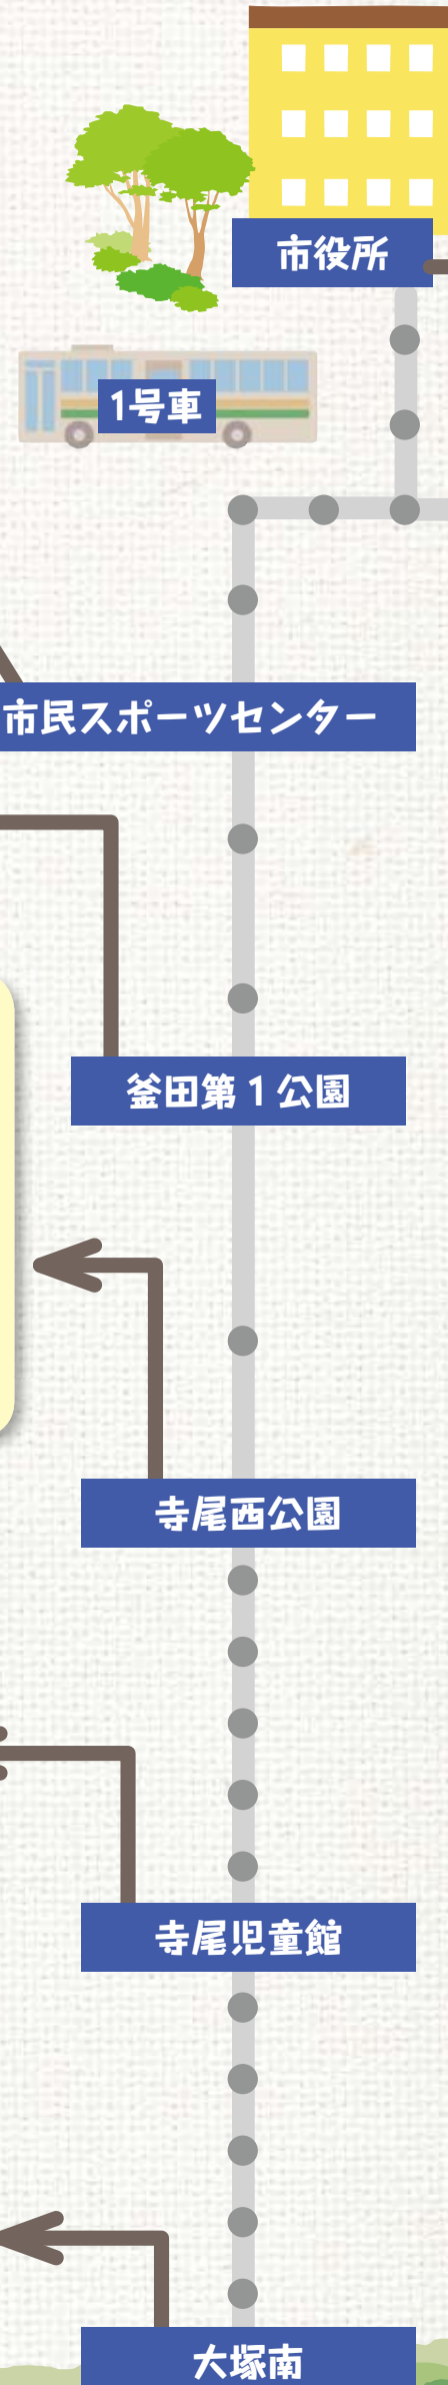 市役所
1号車
市民スポーツセンター
釜田第1公園
寺尾西公園
寺尾児童館
大塚南